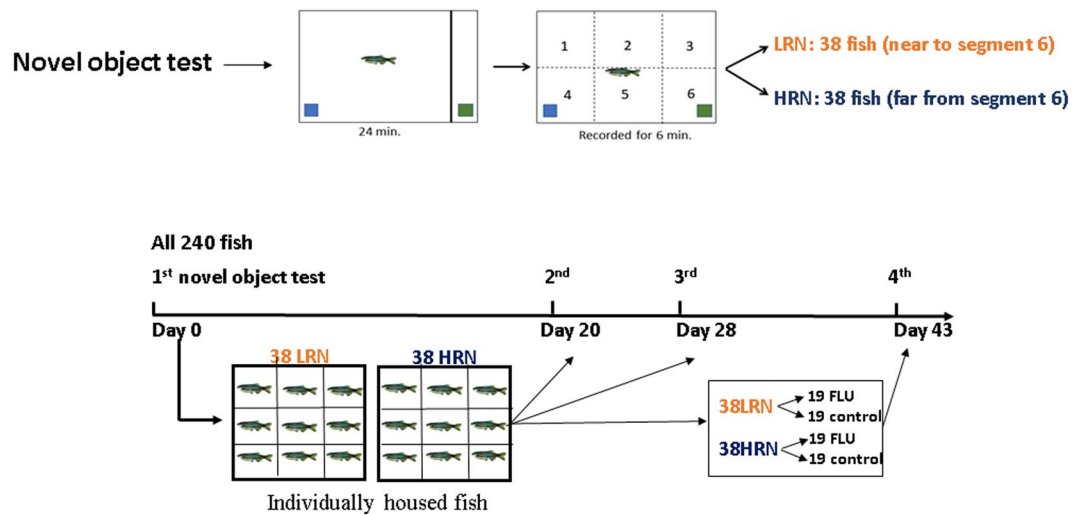 Novel object test
1 2 3
4 5 6
24 min.
Recorded for 6 min.
LRN: 38 fish (near to segment 6)
HRN: 38 fish (far from segment 6)
All 240 fish
1st novel object test
2nd
3rd
4th
Day 0
Day 20
Day 28
Day 43
38 LRN
38 HRN
Individually housed fish
38LRN
19 FLU
19 control
38HRN
19 FLU
19 control